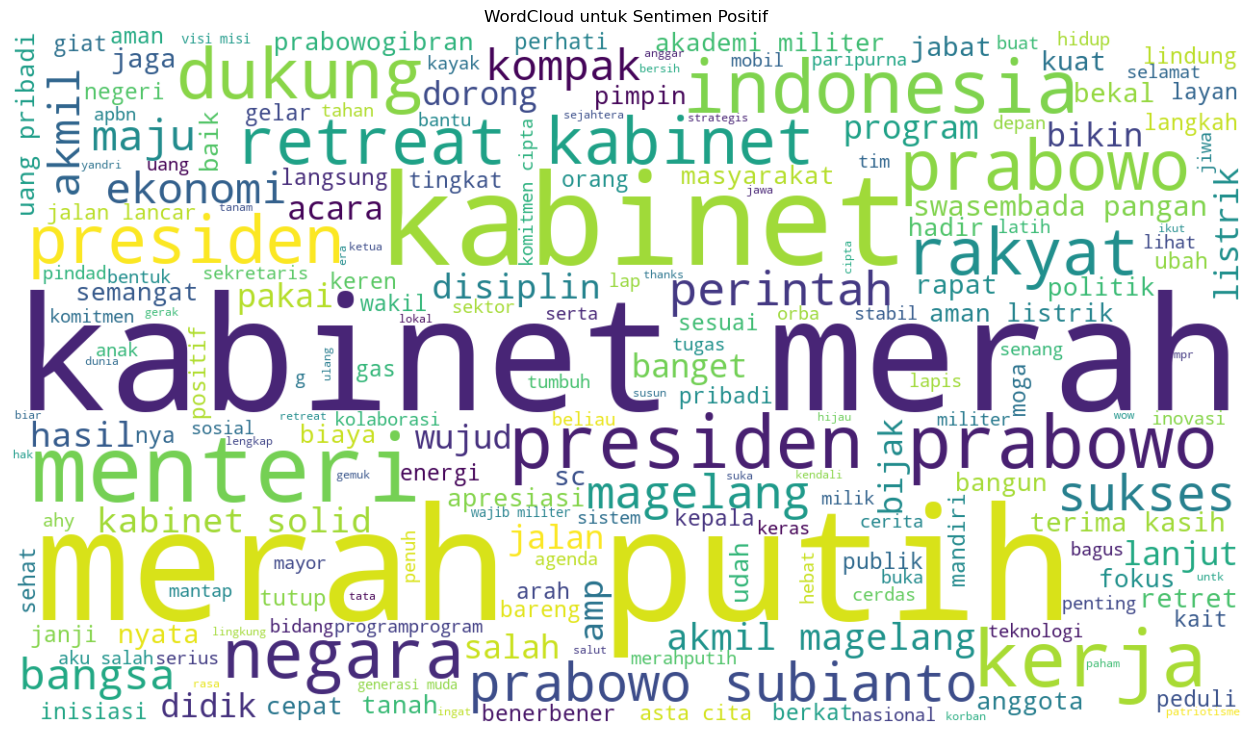 WordCloud untuk Sentimen Positif
uang pribadi
giat
aman
visi misi
prabowogibran
perhati
akademi militer
jabat
buat
hidup
lindung
jaga
dukung
kayak
kompak
anggar
bersih
mobil
paripurna
kuat
selamat
negeri
akmil
dorong
pimpin
indonesia
bekal
layan
apbn
maju
baik
gelar
tahan
bantu
sejahtera
strategis
program
depan
bikin
langkah
retreat
kabinet
yandri
uang
komitmen cipta
tim
prabowo
jiwa
ekonomi
langsung
tingkat
orang
masyarakat
jawa
listrik
tanam
acara
kabinet
swasembada pangan
jalan lancar
presiden
hadir
latih
ikut
era
ketua
rakyat
lihat
cipta
ubah
pindad
bentuk
sekretaris
keren
disiplin
lap
thanks
perintah
rapat
politik
semangat
pakai
wakil
sektor
serta
orba
stabil
aman listrik
komitmen
gerak
lokal
sesuai
kabinet merah
positif
anak
dunia
ulang
g
gas
tumbuh
tugas
banget
senang
mpr
susun
pribadi
lapis
moga
biar
retreat
kolaborasi
beliau
hijau
militer
wow
inovasi
hasil
nya
sosial
lengkap
biaya
wujud
presiden prabowo
bijak
hak
menteri
gemuk
energi
sc
suka
kendali
bangun
apresiasi
magelang
milik
sukses
ahy
kabinet solid
wajib militer
sistem
kepala
keras
cerita
mandiri
terima kasih
merah putih
jalan
penuh
agenda
udah
hebat
publik
buka
bagus
lanjut
sehat
mayor
fokus
untk
mantap
tutup
tata
arah
bareng
amp
cerdas
penting
retret
janji
nyata
lingkung
bidang
programprogram
salah
salut
akmil magelang
teknologi
kait
aku salah
serius
negara
merahputih
kerja
paham
bangsa
rasa
generasi muda
prabowo subianto
anggota
peduli
inisiasi
didik
cepat
tanah
ingat
benerbener
asta cita
berkat
nasional
korban
patriotisme